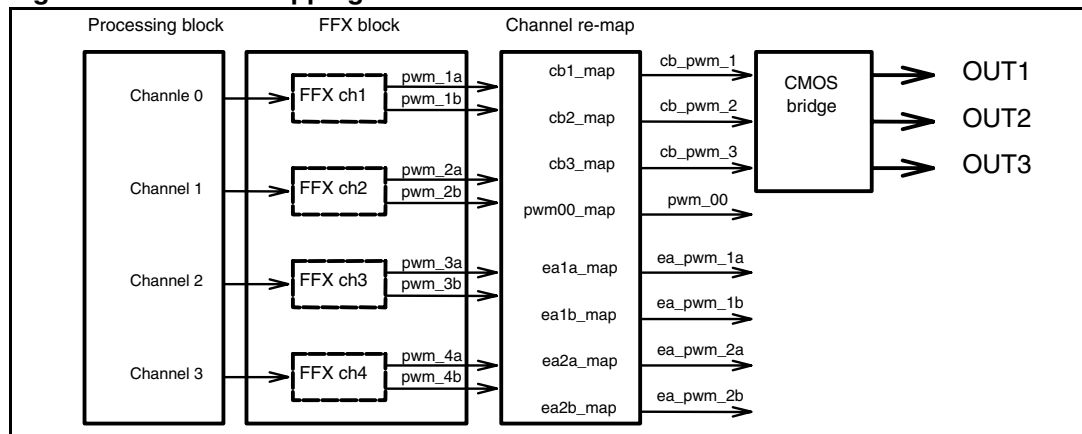 Processing block
FFX block
Channel re-map
Channle 0
FFX ch1
pwm_1a
pwm_1b
cb1_map
cb_pwm_1
CMOS
bridge
OUT1
cb2_map
cb_pwm_2
OUT2
Channel 1
FFX ch2
pwm_2a
pwm_2b
cb3_map
cb_pwm_3
OUT3
pwm00_map
pwm_00
Channel 2
FFX ch3
pwm_3a
pwm_3b
ea1a_map
ea_pwm_1a
ea1b_map
ea_pwm_1b
Channel 3
FFX ch4
pwm_4a
pwm_4b
ea2a_map
ea_pwm_2a
ea2b_map
ea_pwm_2b